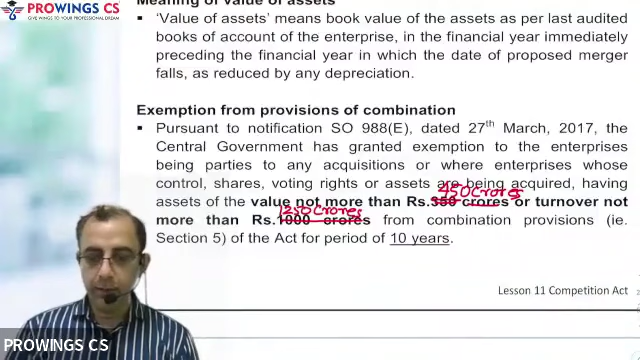 PROWINGS CS
GIVE WINGS TO YOUR PROFESSIONAL DREAM
Meaning of value of assets
▪ 'Value of assets' means book value of the assets as per last audited
books of account of the enterprise, in the financial year immediately
preceding the financial year in which the date of proposed merger
falls, as reduced by any depreciation.
Exemption from provisions of combination
▪ Pursuant to notification SO 988(E), dated 27th March, 2017, the
Central Government has granted exemption to the enterprises
being parties to any acquisitions or where enterprises whose
control, shares, voting rights or assets are being acquired, having
450 Crores
assets of the value not more than Rs.350 crores or turnover not
1250 Crores
more than Rs.1000 crores from combination provisions (ie.
Section 5) of the Act for period of 10 years.
Lesson 11 Competition Act
PROWINGS CS